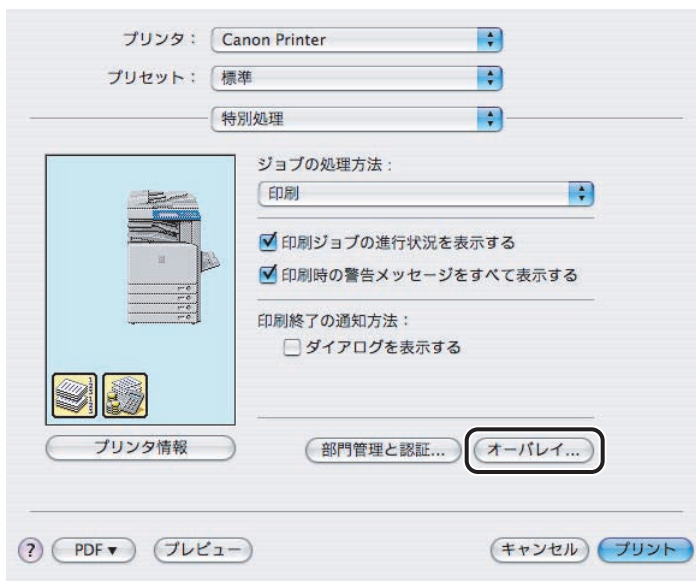 プリンタ： Canon Printer
プリセット： 標準
特別処理
ジョブの処理方法：
印刷
印刷ジョブの進行状況を表示する
印刷時の警告メッセージをすべて表示する
印刷終了の通知方法：
ダイアログを表示する
プリンタ情報 部門管理と認証... オーバレイ...
? PDF▼ プレビュー キャンセル プリント